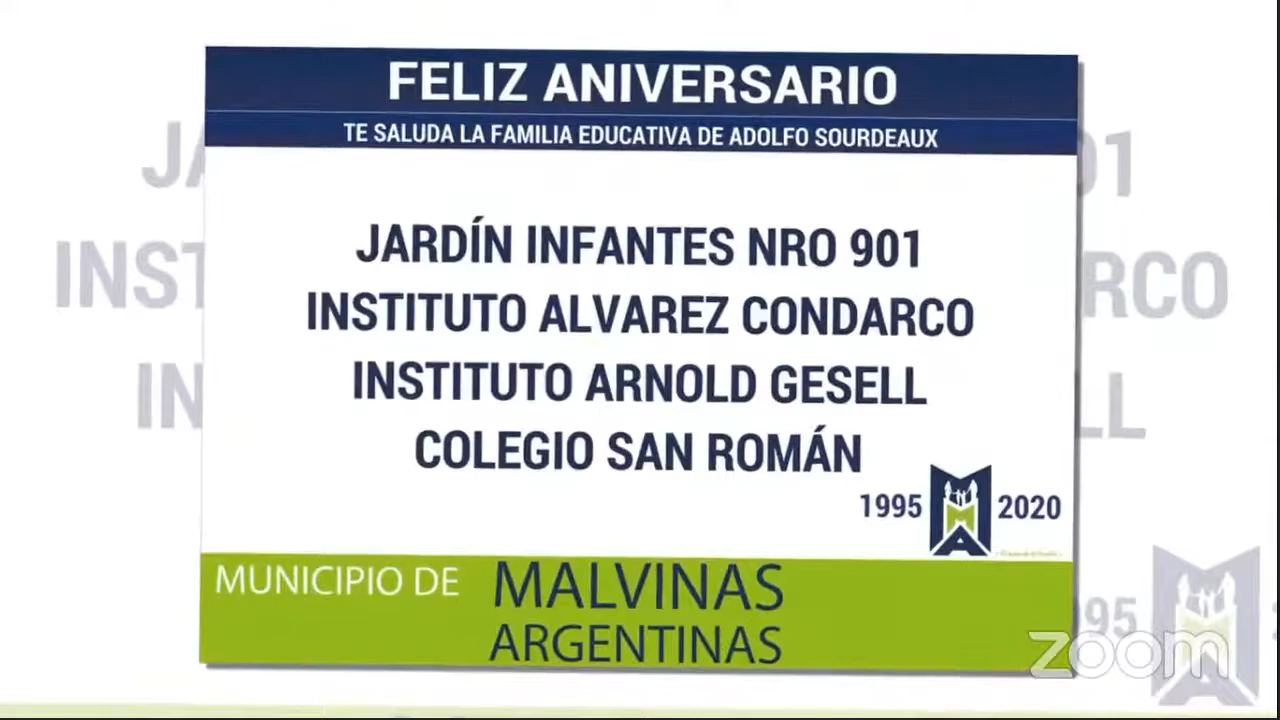 FELIZ ANIVERSARIO
TE SALUDA LA FAMILIA EDUCATIVA DE ADOLFO SOURDEAUX
JARDÍN INFANTES NRO 901
INSTITUTO ALVAREZ CONDARCO
INSTITUTO ARNOLD GESELL
COLEGIO SAN ROMÁN
1995 MA 2020
MUNICIPIO DE MALVINAS
ARGENTINAS
zoom